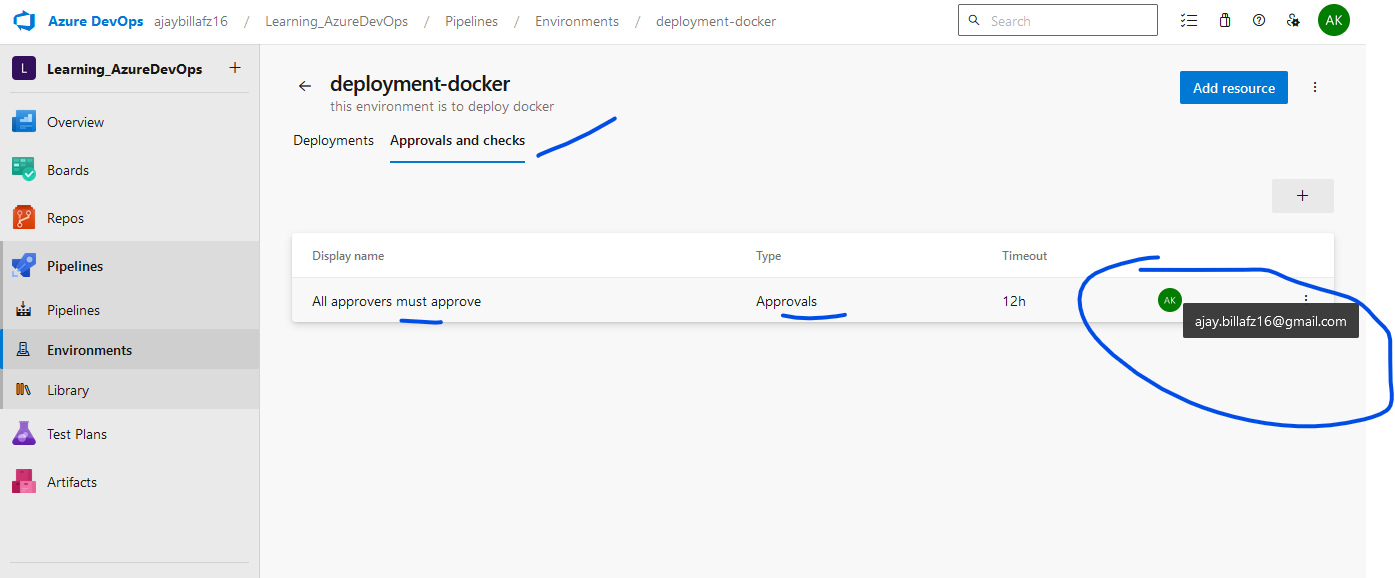 Azure DevOps ajaybillafz16 / Learning_AzureDevOps / Pipelines / Environments / deployment-docker
Search
AK
L Learning_AzureDevOps +
Overview
Boards
Repos
Pipelines
Pipelines
Environments
Library
Test Plans
Artifacts
deployment-docker
this environment is to deploy docker
Add resource
Deployments Approvals and checks
+
Display name Type Timeout
All approvers must approve Approvals 12h AK
ajay.billafz16@gmail.com